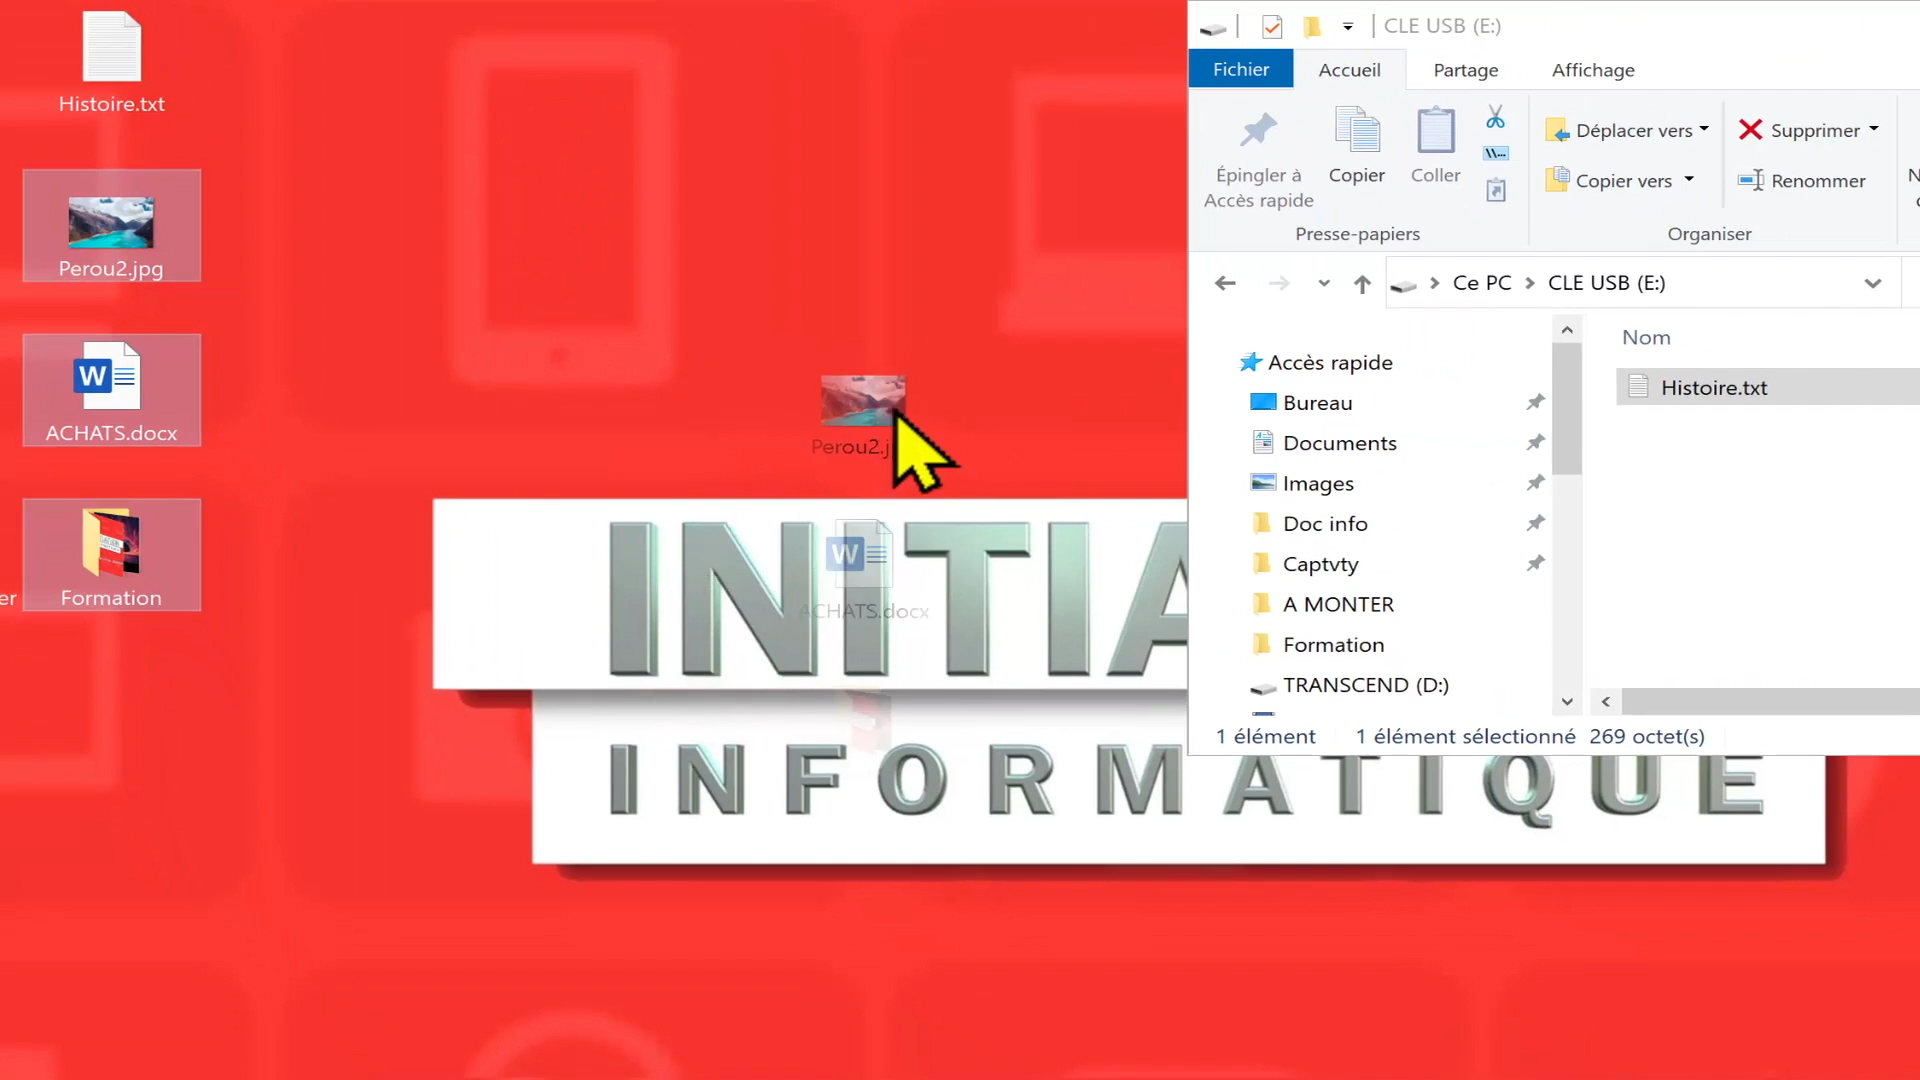 Histoire.txt
Perou2.jpg
ACHATS.docx
er
Formation
Perou2.j
ACHATS.docx
INITIA
INFORMATIQUE
CLE USB (E:)
Fichier
Accueil
Partage
Affichage
Épingler à
Accès rapide
Copier
Coller
Déplacer vers
Copier vers
Supprimer
Renommer
Presse-papiers
Organiser
Ce PC
CLE USB (E:)
Accès rapide
Bureau
Documents
Images
Doc info
Captvty
A MONTER
Formation
TRANSCEND (D:)
Nom
Histoire.txt
1 élément
1 élément sélectionné 269 octet(s)